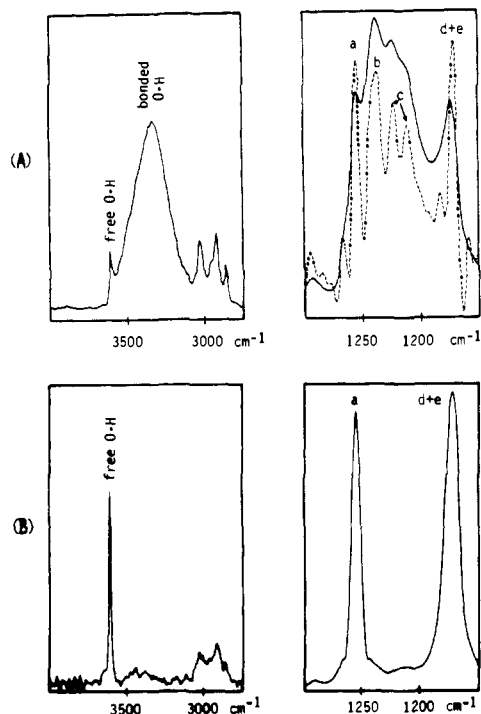 (A)
free O-H
bonded
O-H
3500 3000 cm-1
a
b
c
d+e
1250 1200 cm-1
(B)
free O-H
3500 3000 cm-1
a
d+e
1250 1200 cm-1